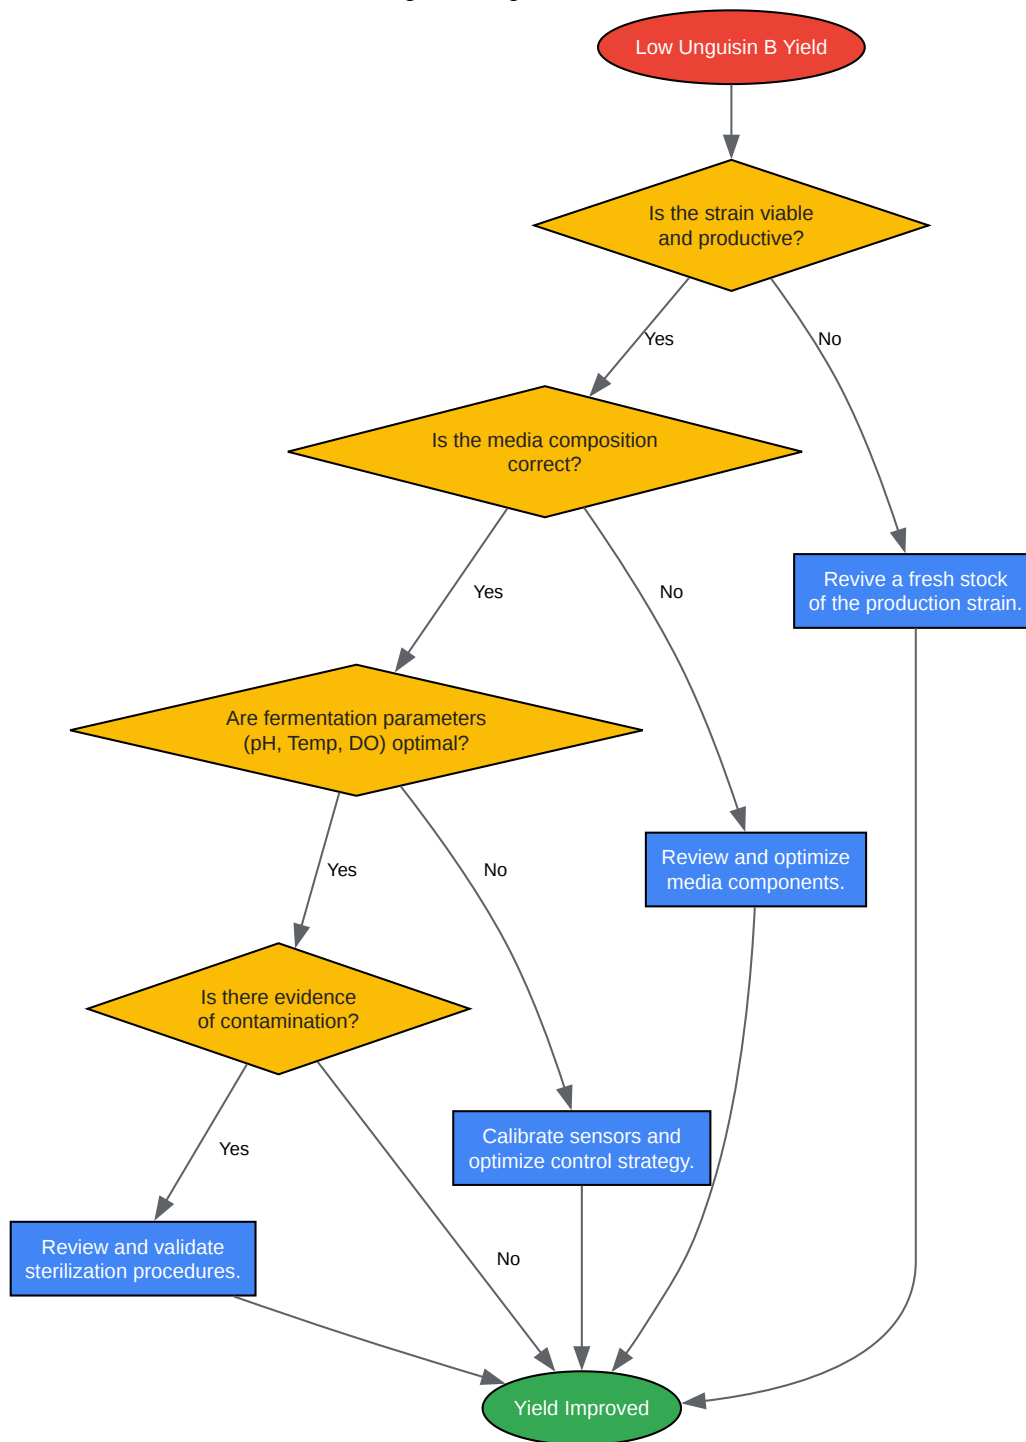 Low Unguisin B Yield
Is the strain viable
and productive?
Yes
No
Is the media composition
correct?
Yes
No
Revive a fresh stock
of the production strain.
Are fermentation parameters
(pH, Temp, DO) optimal?
Yes
No
Review and optimize
media components.
Is there evidence
of contamination?
Yes
No
Calibrate sensors and
optimize control strategy.
Review and validate
sterilization procedures.
Yield Improved